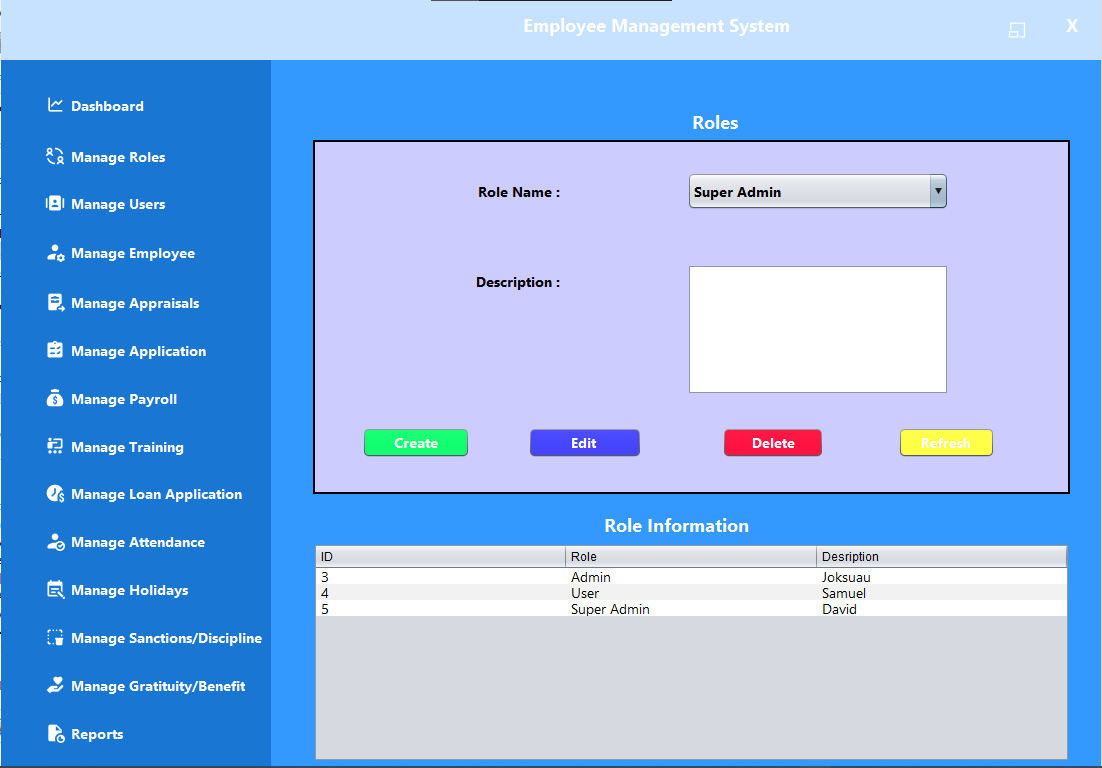 Employee Management System
X
Dashboard
Manage Roles
Manage Users
Manage Employee
Manage Appraisals
Manage Application
Manage Payroll
Manage Training
Manage Loan Application
Manage Attendance
Manage Holidays
Manage Sanctions/Discipline
Manage Gratituity/Benefit
Reports
Roles
Role Name : Super Admin
Description :
Create Edit Delete Refresh
Role Information
ID Role Desription
3 Admin Joksuau
4 User Samuel
5 Super Admin David